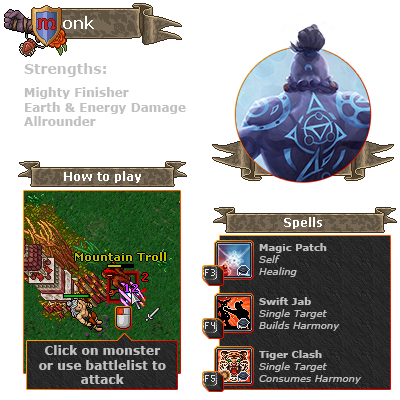 Monk
Strengths:
Mighty Finisher
Earth & Energy Damage
Allrounder
How to play
Mountain Troll
2
12
Click on monster
or use battlelist to
attack
Spells
F3
Magic Patch
Self
Healing
F4
Swift Jab
Single Target
Builds Harmony
F5
Tiger Clash
Single Target
Consumes Harmony